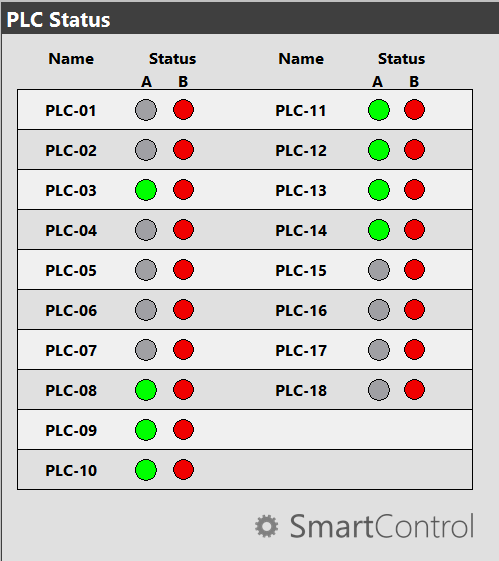 PLC Status
Name Status Name Status
A B A B
PLC-01 PLC-11
PLC-02 PLC-12
PLC-03 PLC-13
PLC-04 PLC-14
PLC-05 PLC-15
PLC-06 PLC-16
PLC-07 PLC-17
PLC-08 PLC-18
PLC-09
PLC-10
SmartControl